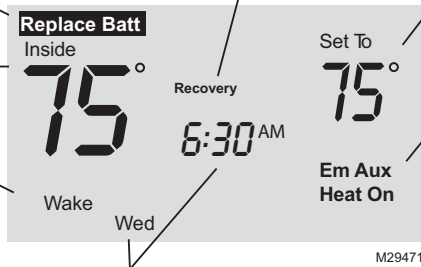 Replace Batt
Inside
75°
Recovery
6:30 AM
Wake
Wed
Set To
75°
Em Aux
Heat On
M29471